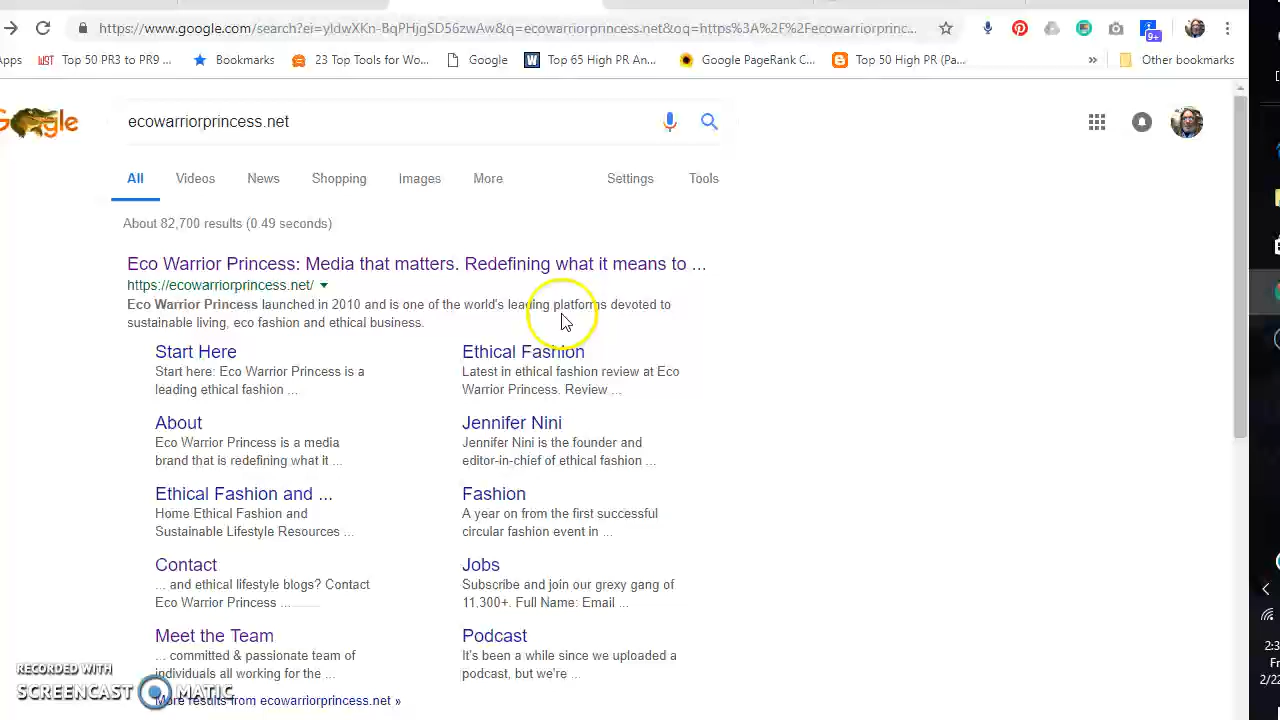 https://www.google.com/search?ei=yldwXKn-BqPHjgSD56zwAw&q=ecowarriorprincess.net&oq=https%3A%2F%2Fecowarriorprinc...
9+
Apps
Top 50 PR3 to PR9 ...
Bookmarks
23 Top Tools for Wo...
Google
Top 65 High PR An...
Google PageRank C...
Top 50 High PR (Pa...
»
Other bookmarks
Google
ecowarriorprincess.net
All
Videos
News
Shopping
Images
More
Settings
Tools
About 82,700 results (0.49 seconds)
Eco Warrior Princess: Media that matters. Redefining what it means to ...
https://ecowarriorprincess.net/
Eco Warrior Princess launched in 2010 and is one of the world's leading platforms devoted to
sustainable living, eco fashion and ethical business.
Start Here
Start here: Eco Warrior Princess is a
leading ethical fashion ...
Ethical Fashion
Latest in ethical fashion review at Eco
Warrior Princess. Review ...
About
Eco Warrior Princess is a media
brand that is redefining what it ...
Jennifer Nini
Jennifer Nini is the founder and
editor-in-chief of ethical fashion ...
Ethical Fashion and ...
Home Ethical Fashion and
Sustainable Lifestyle Resources ...
Fashion
A year on from the first successful
circular fashion event in ...
Contact
... and ethical lifestyle blogs? Contact
Eco Warrior Princess ...
Jobs
Subscribe and join our grexy gang of
11,300+. Full Name: Email ...
Meet the Team
... committed & passionate team of
individuals all working for the ...
Podcast
It's been a while since we uploaded a
podcast, but we're ...
More results from ecowarriorprincess.net »
RECORDED WITH
SCREENCAST MATIC
2:3
Fr
2/22